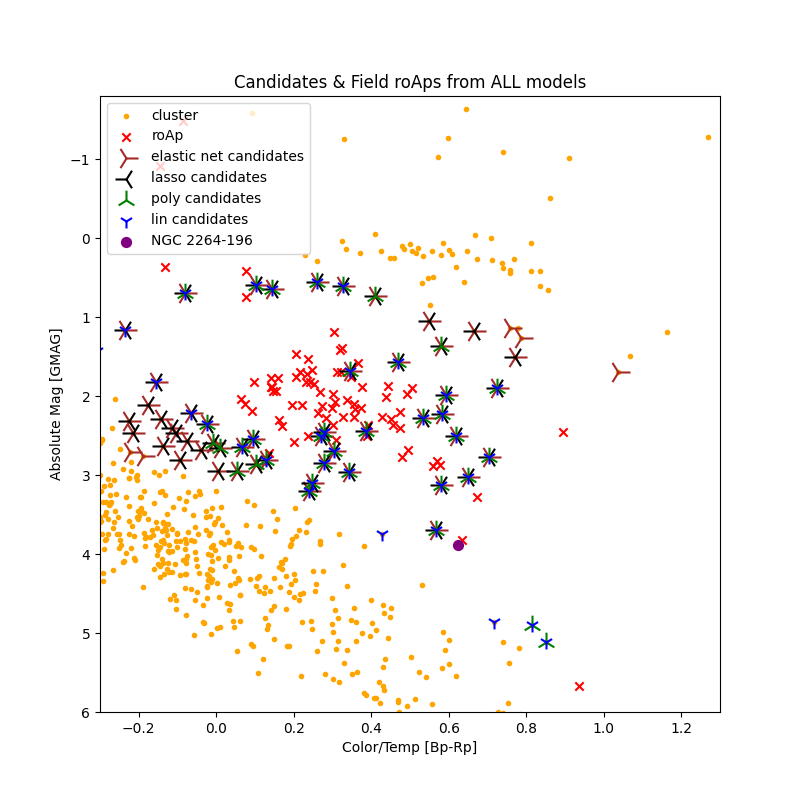 Candidates & Field roAps from ALL models
cluster
roAp
elastic net candidates
lasso candidates
poly candidates
lin candidates
NGC 2264-196
−1
0
1
2
3
4
5
6
Absolute Mag [GMAG]
−0.2 0.0 0.2 0.4 0.6 0.8 1.0 1.2
Color/Temp [Bp-Rp]